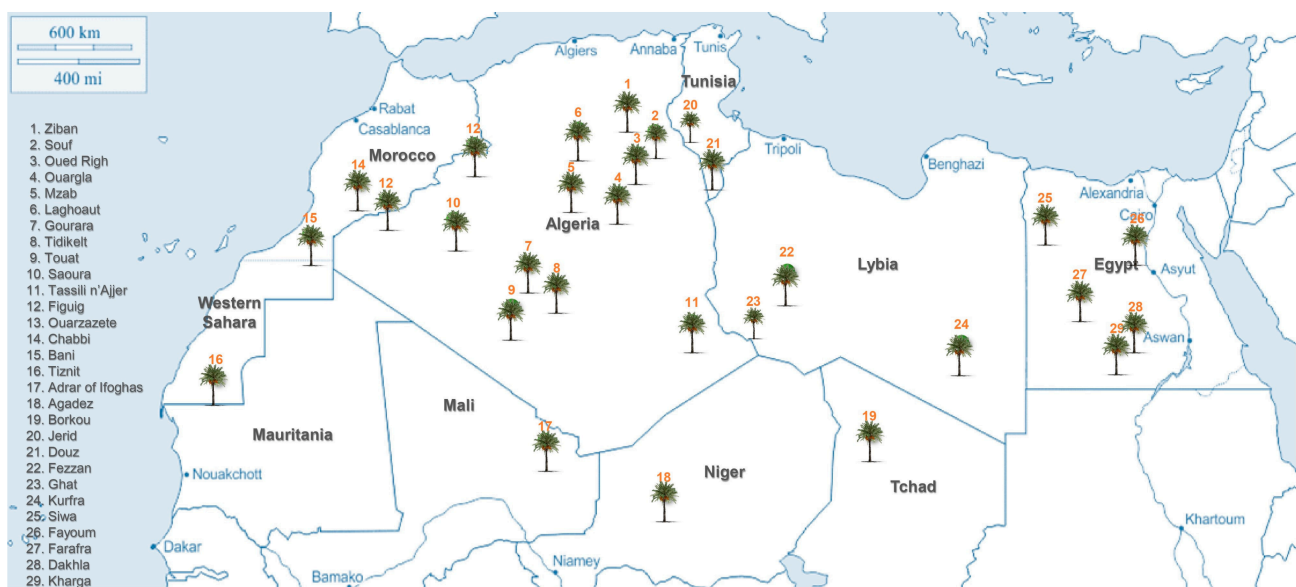 600 km
400 mi
1. Ziban
2. Souf
3. Oued Righ
4. Ouargla
5. Mzab
6. Laghoaut
7. Gourara
8. Tidikelt
9. Touat
10. Saoura
11. Tassili n'Ajjer
12. Figuig
13. Ouarzazete
14. Chabbi
15. Bani
16. Tiznit
17. Adrar of Ifoghas
18. Agadez
19. Borkou
20. Jerid
21. Douz
22. Fezzan
23. Ghat
24. Kurfra
25. Siwa
26. Fayoum
27. Farafra
28. Dakhla
29. Kharga
Algiers
Annaba
Tunis
Tunisia
1
Rabat
Casablanca
6
2
20
12
Morocco
3
21
Tripoli
Benghazi
14
5
4
Alexandria
12
10
Algeria
25
Cairo
15
26
7
22
Lybia
Egypt
Asyut
8
27
Western
Sahara
9
11
23
24
28
29
Aswan
16
Mali
17
19
Mauritania
Nouakchott
18
Niger
Tchad
Khartoum
Dakar
Niamey
Bamako